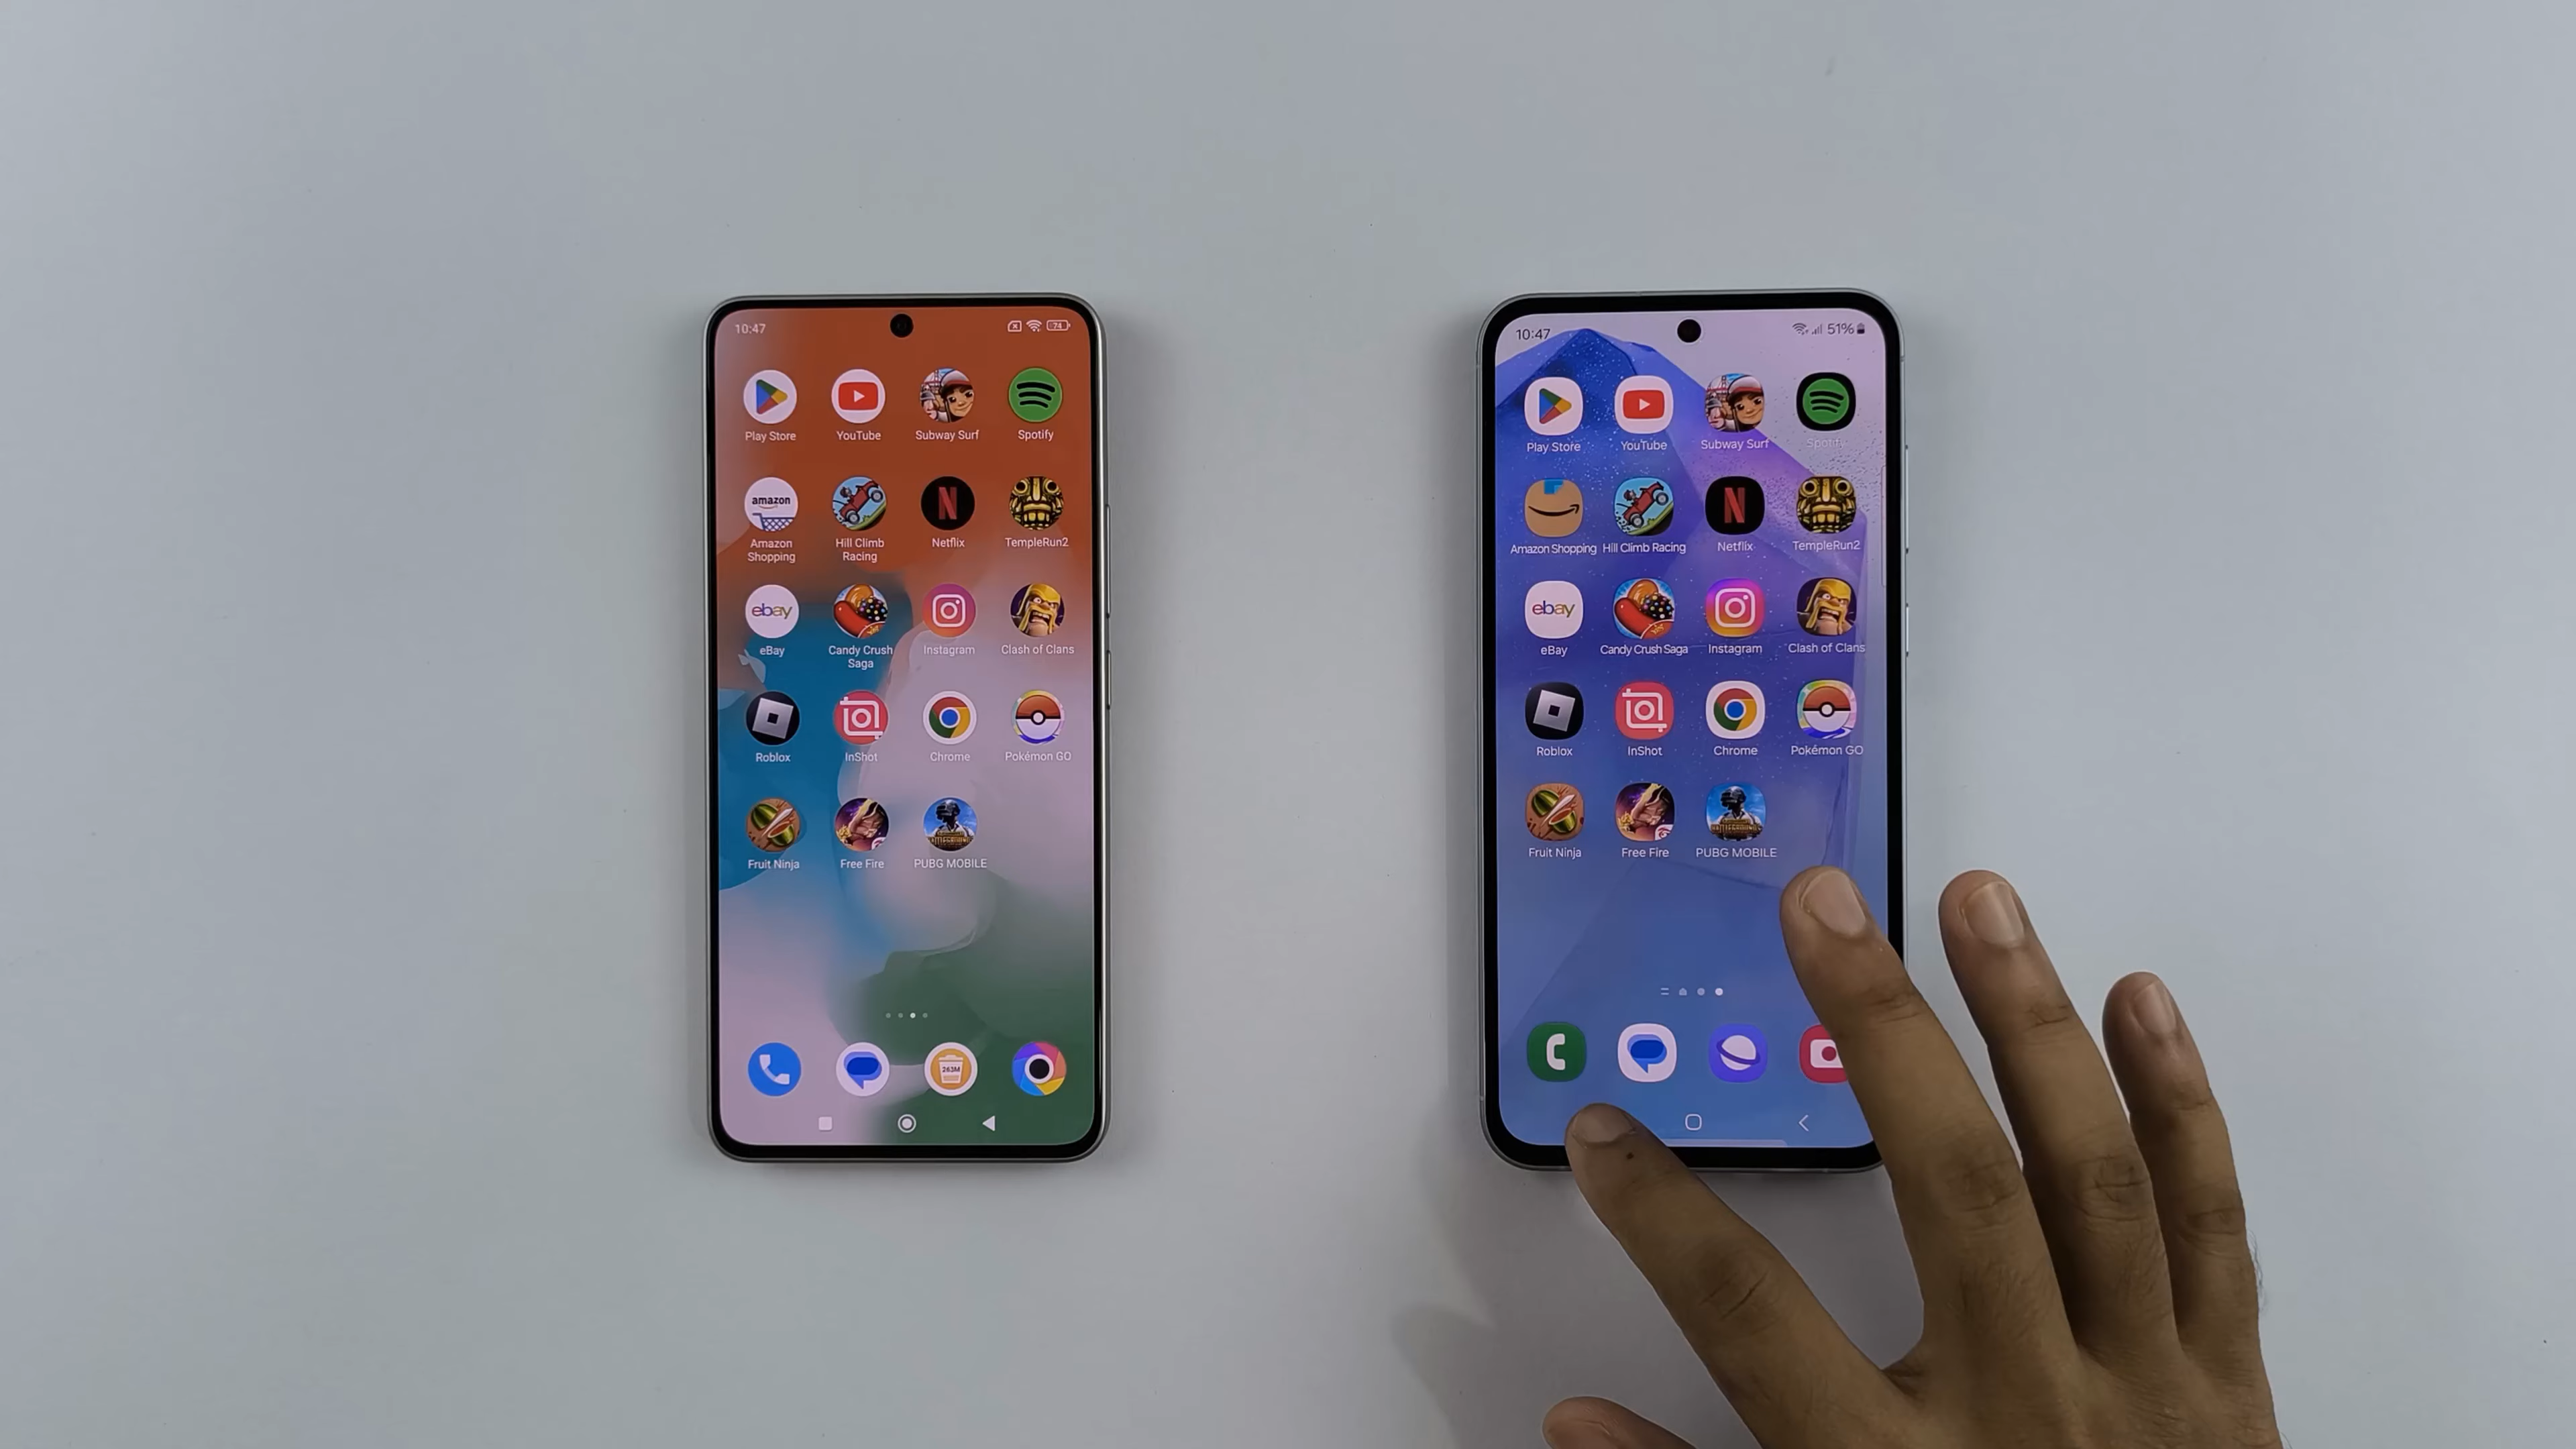 10:47
74
Play Store
YouTube
Subway Surf
Spotify
amazon
Amazon
Shopping
Hill Climb
Racing
N
Netflix
TempleRun2
ebay
eBay
Candy Crush
Saga
Instagram
Clash of Clans
Roblox
InShot
Chrome
Pokémon GO
Fruit Ninja
Free Fire
PUBG MOBILE
263M
10:47
51%
Play Store
YouTube
Subway Surf
Spotify
Amazon Shopping
Hill Climb Racing
N
Netflix
TempleRun2
ebay
eBay
Candy Crush Saga
Instagram
Clash of Clans
Roblox
InShot
Chrome
Pokémon GO
Fruit Ninja
Free Fire
PUBG MOBILE